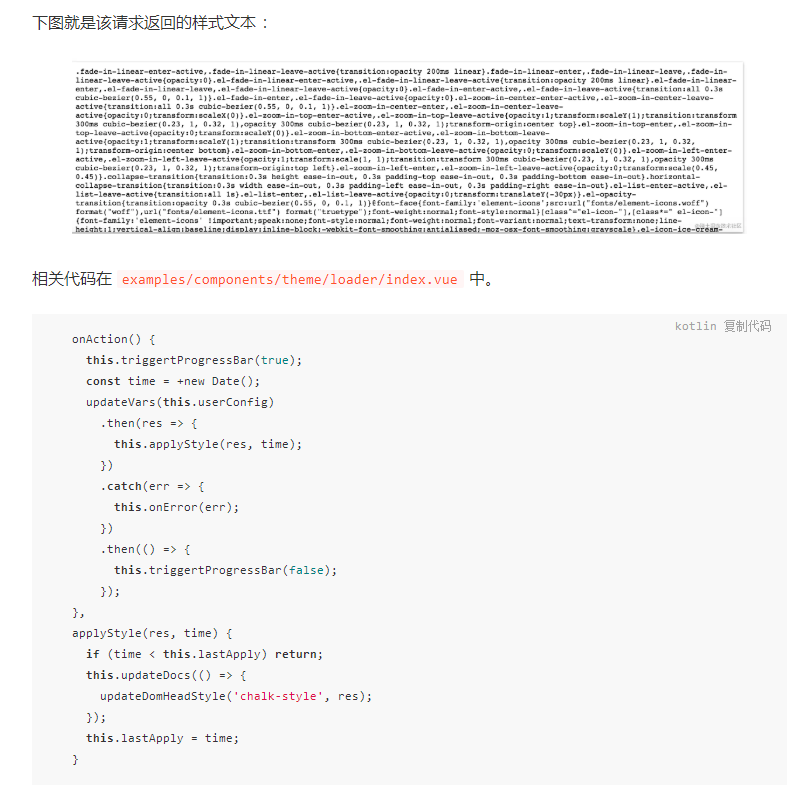 下图就是该请求返回的样式文本：
.fade-in-linear-enter-active,.fade-in-linear-leave-active{transition:opacity 200ms linear}.fade-in-linear-enter,.fade-in-linear-leave,.fade-in-
linear-leave-active{opacity:0}.el-fade-in-linear-enter-active,.el-fade-in-linear-leave-active{transition:opacity 200ms linear}.el-fade-in-linear-
enter,.el-fade-in-linear-leave,.el-fade-in-linear-leave-active{opacity:0}.el-fade-in-enter-active,.el-fade-in-leave-active{transition:all 0.3s
cubic-bezier(0.55, 0, 0.1, 1)}.el-fade-in-enter,.el-fade-in-leave-active{opacity:0}.el-zoom-in-center-enter-active,.el-zoom-in-center-leave-
active{transition:all 0.3s cubic-bezier(0.55, 0, 0.1, 1)}.el-zoom-in-center-enter,.el-zoom-in-center-leave-
active{opacity:0;transform:scaleX(0)}.el-zoom-in-top-enter-active,.el-zoom-in-top-leave-active{opacity:1;transform:scaleY(1);transition:transform
300ms cubic-bezier(0.23, 1, 0.32, 1),opacity 300ms cubic-bezier(0.23, 1, 0.32, 1);transform-origin:center top}.el-zoom-in-top-enter,.el-zoom-in-
top-leave-active{opacity:0;transform:scaleY(0)}.el-zoom-in-bottom-enter-active,.el-zoom-in-bottom-leave-
active{opacity:1;transform:scaleY(1);transition:transform 300ms cubic-bezier(0.23, 1, 0.32, 1),opacity 300ms cubic-bezier(0.23, 1, 0.32,
1);transform-origin:center bottom}.el-zoom-in-bottom-enter,.el-zoom-in-bottom-leave-active{opacity:0;transform:scaleY(0)}.el-zoom-in-left-enter-
active,.el-zoom-in-left-leave-active{opacity:1;transform:scale(1, 1);transition:transform 300ms cubic-bezier(0.23, 1, 0.32, 1),opacity 300ms
cubic-bezier(0.23, 1, 0.32, 1);transform-origin:top left}.el-zoom-in-left-enter,.el-zoom-in-left-leave-active{opacity:0;transform:scale(0.45,
0.45)}.collapse-transition{transition:0.3s height ease-in-out, 0.3s padding-top ease-in-out, 0.3s padding-bottom ease-in-out}.horizontal-
collapse-transition{transition:0.3s width ease-in-out, 0.3s padding-left ease-in-out, 0.3s padding-right ease-in-out}.el-list-enter-active,.el-
list-leave-active{transition:all 1s}.el-list-enter,.el-list-leave-active{opacity:0;transform:translateY(-30px)}.el-opacity-
transition{transition:opacity 0.3s cubic-bezier(0.55, 0, 0.1, 1)}@font-face{font-family:'element-icons';src:url("fonts/element-icons.woff")
format("woff"),url("fonts/element-icons.ttf") format("truetype");font-weight:normal;font-style:normal}[class^="el-icon-"],[class*=" el-icon-"]
{font-family:'element-icons' !important;speak:none;font-style:normal;font-weight:normal;font-variant:normal;text-transform:none;line-
height:1;vertical-align:baseline;display:inline-block;-webkit-font-smoothing:antialiased;-moz-osx-font-smoothing:grayscale}.el-icon-ice-cream-
相关代码在 examples/components/theme/loader/index.vue 中。
kotlin 复制代码
onAction() {
this.triggertProgressBar(true);
const time = +new Date();
updateVars(this.userConfig)
.then(res => {
this.applyStyle(res, time);
})
.catch(err => {
this.onError(err);
})
.then(() => {
this.triggertProgressBar(false);
});
},
applyStyle(res, time) {
if (time < this.lastApply) return;
this.updateDocs(() => {
updateDomHeadStyle('chalk-style', res);
});
this.lastApply = time;
}